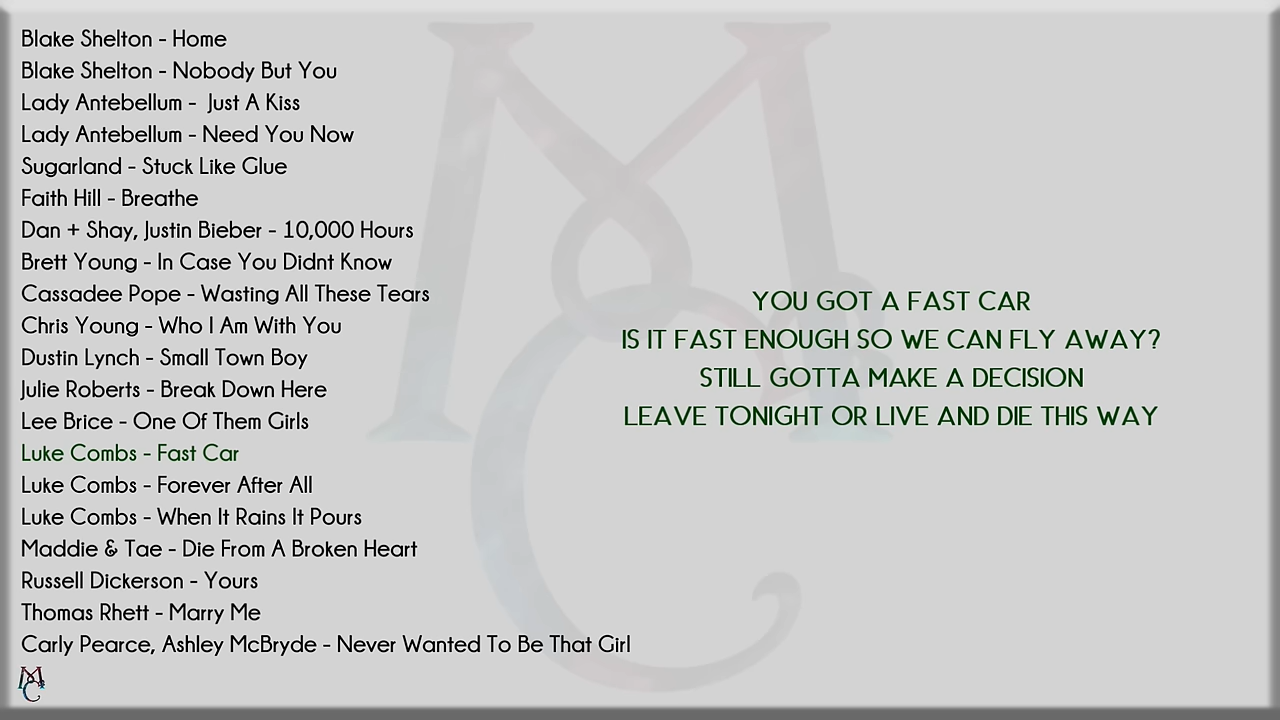 Blake Shelton - Home
Blake Shelton - Nobody But You
Lady Antebellum -  Just A Kiss
Lady Antebellum - Need You Now
Sugarland - Stuck Like Glue
Faith Hill - Breathe
Dan + Shay, Justin Bieber - 10,000 Hours
Brett Young - In Case You Didnt Know
Cassadee Pope - Wasting All These Tears
Chris Young - Who I Am With You
Dustin Lynch - Small Town Boy
Julie Roberts - Break Down Here
Lee Brice - One Of Them Girls
Luke Combs - Fast Car
Luke Combs - Forever After All
Luke Combs - When It Rains It Pours
Maddie & Tae - Die From A Broken Heart
Russell Dickerson - Yours
Thomas Rhett - Marry Me
Carly Pearce, Ashley McBryde - Never Wanted To Be That Girl
YOU GOT A FAST CAR
IS IT FAST ENOUGH SO WE CAN FLY AWAY?
STILL GOTTA MAKE A DECISION
LEAVE TONIGHT OR LIVE AND DIE THIS WAY